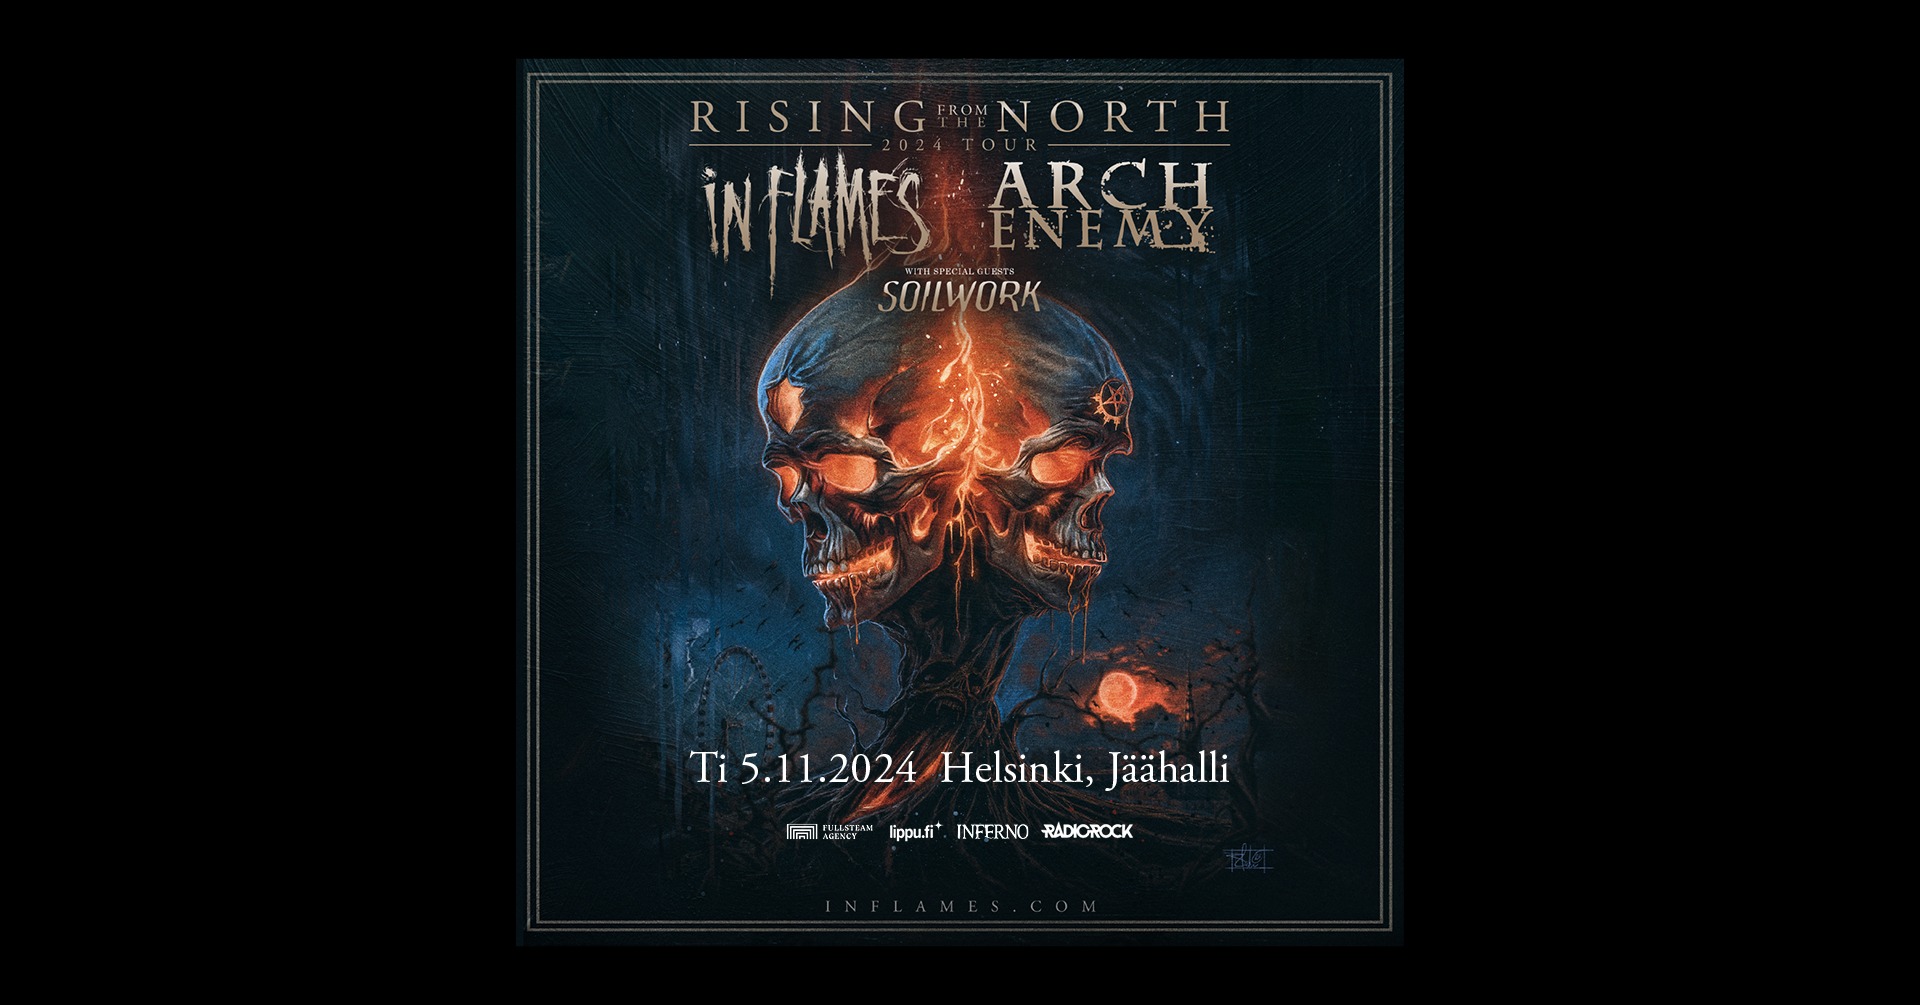 RISING FROM THE NORTH
2024 TOUR
IN FLAMES ARCH ENEMY
WITH SPECIAL GUESTS
SOILWORK
Ti 5.11.2024 Helsinki, Jäähalli
FULLSTEAM AGENCY lippu.fi INFERNO RADIO ROCK
INFLAMES.COM